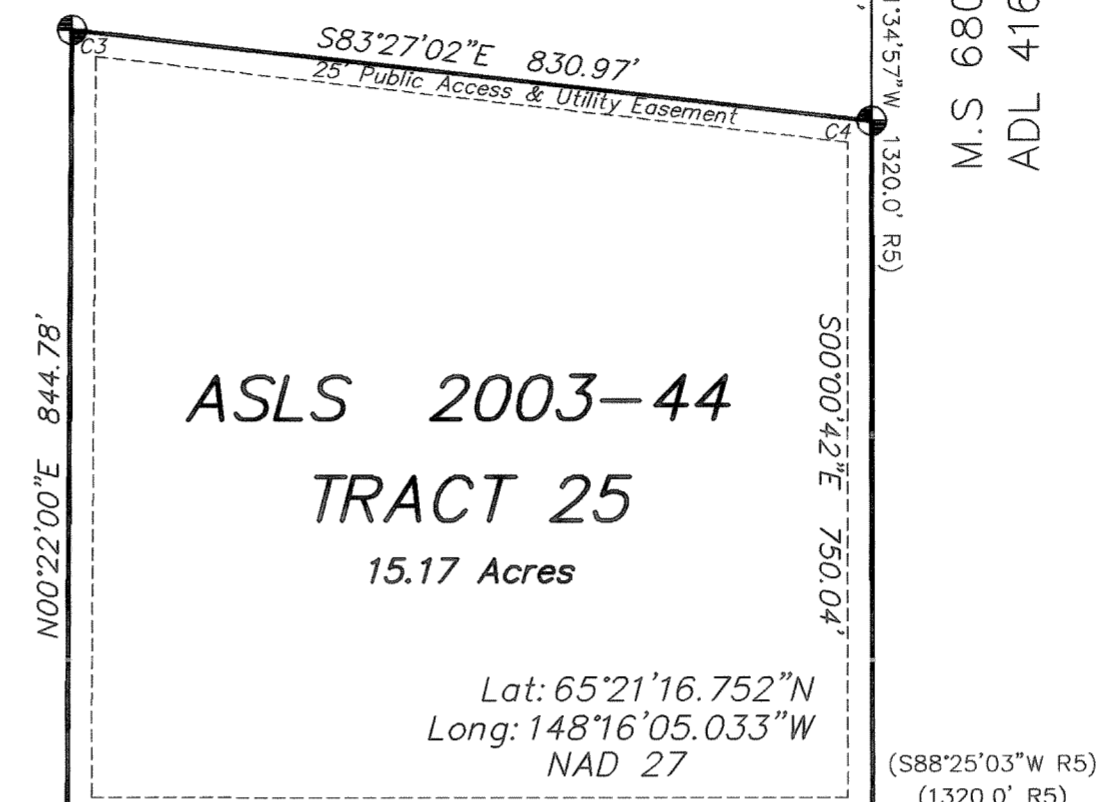 C3
S83°27'02"E 830.97'
25' Public Access & Utility Easement
C4
1°34'57"W 1320.0' R5)
M.S 680
ADL 416
N00°22'00"E 844.78'
ASLS 2003-44
TRACT 25
15.17 Acres
S00°00'42"E 750.04'
Lat: 65°21'16.752"N
Long: 148°16'05.033"W
NAD 27
(S88°25'03"W R5)
(1320.0' R5)